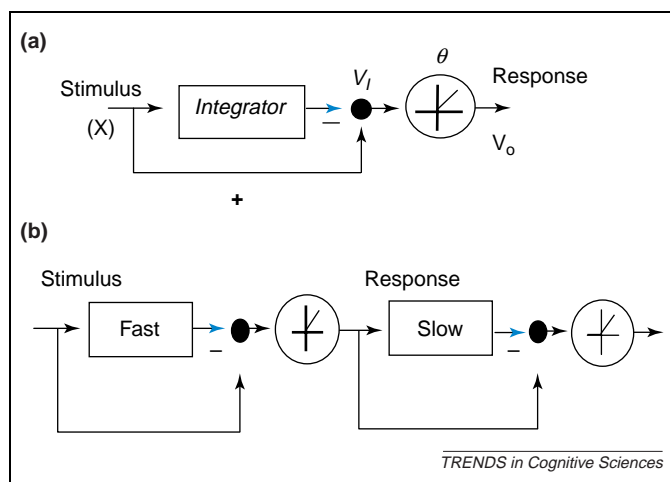 (a)
θ
Stimulus
Integrator
V_I
Response
(X)
–
V_o
+
(b)
Stimulus
Response
Fast
–
Slow
–
TRENDS in Cognitive Sciences